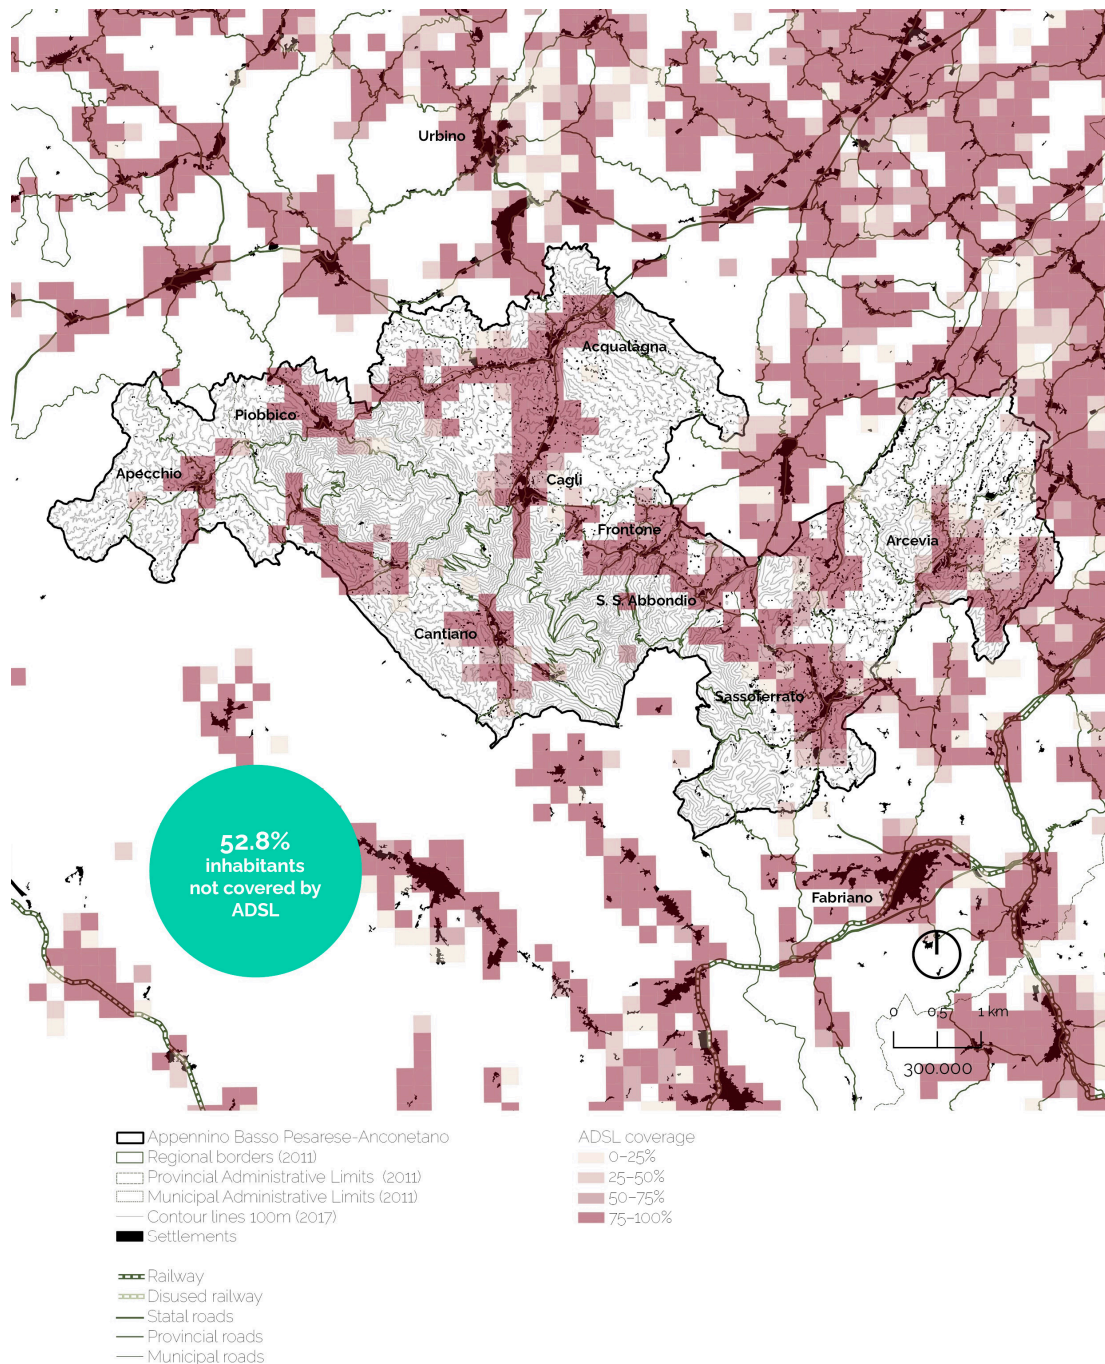 Urbino
Acqualagna
Piobbico
Apecchio
Cagli
Frontone
Arcevia
S. S. Abbondio
Cantiano
Sassoferrato
52.8%
inhabitants
not covered by
ADSL
Fabriano
0 0.5 1 km
300.000
Appennino Basso Pesarese-Anconetano
Regional borders (2011)
Provincial Administrative Limits (2011)
Municipal Administrative Limits (2011)
Contour lines 100m (2017)
Settlements
Railway
Disused railway
Statal roads
Provincial roads
Municipal roads
ADSL coverage
0–25%
25–50%
50–75%
75–100%